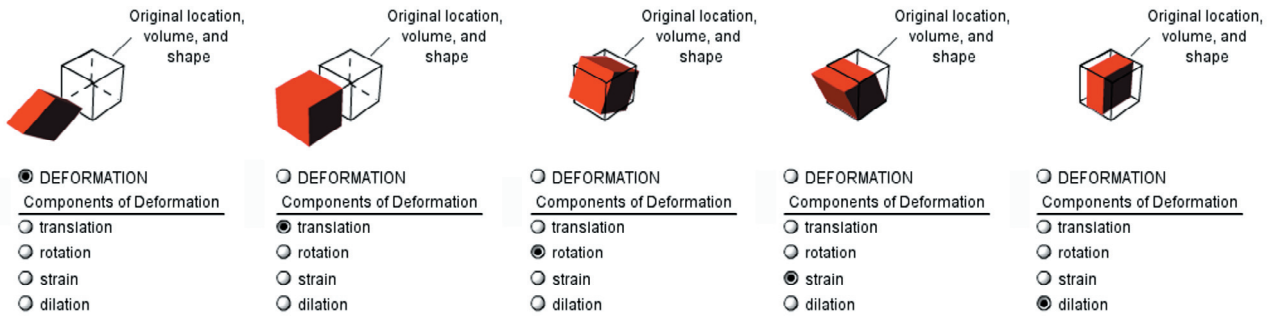 Original location,
volume, and
shape
DEFORMATION
Components of Deformation
translation
rotation
strain
dilation
Original location,
volume, and
shape
DEFORMATION
Components of Deformation
translation
rotation
strain
dilation
Original location,
volume, and
shape
DEFORMATION
Components of Deformation
translation
rotation
strain
dilation
Original location,
volume, and
shape
DEFORMATION
Components of Deformation
translation
rotation
strain
dilation
Original location,
volume, and
shape
DEFORMATION
Components of Deformation
translation
rotation
strain
dilation